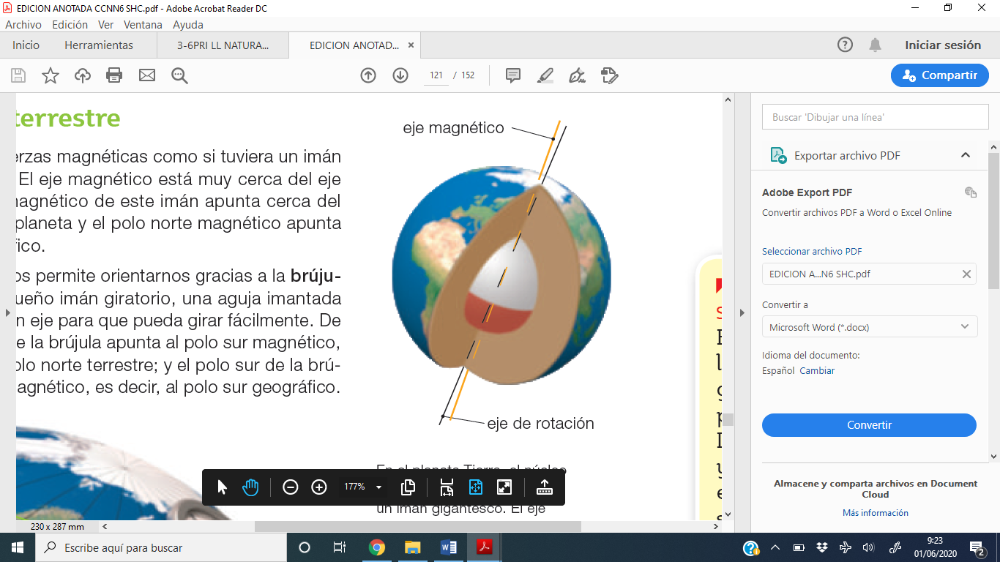 EDICION ANOTADA CCNN6 SHC.pdf - Adobe Acrobat Reader DC
Archivo Edición Ver Ventana Ayuda
Inicio Herramientas 3-6PRI LL NATURA... EDICION ANOTAD... ×
Iniciar sesión
121 / 152
Compartir
terrestre
erzas magnéticas como si tuviera un imán
El eje magnético está muy cerca del eje
nagnético de este imán apunta cerca del
planeta y el polo norte magnético apunta
fico.
os permite orientarnos gracias a la brúju-
ueño imán giratorio, una aguja imantada
n eje para que pueda girar fácilmente. De
e la brújula apunta al polo sur magnético,
olo norte terrestre; y el polo sur de la brú-
agnético, es decir, al polo sur geográfico.
eje magnético
eje de rotación
En el planeta Tierra, el núcleo
un imán gigantesco. El eje
177%
230 x 287 mm
Buscar 'Dibujar una línea'
Exportar archivo PDF
Adobe Export PDF
Convertir archivos PDF a Word o Excel Online
Seleccionar archivo PDF
EDICION A...N6 SHC.pdf
Convertir a
Microsoft Word (*.docx)
Idioma del documento:
Español Cambiar
Convertir
Almacene y comparta archivos en Document
Cloud
Más información
Escribe aquí para buscar
9:23
01/06/2020
2